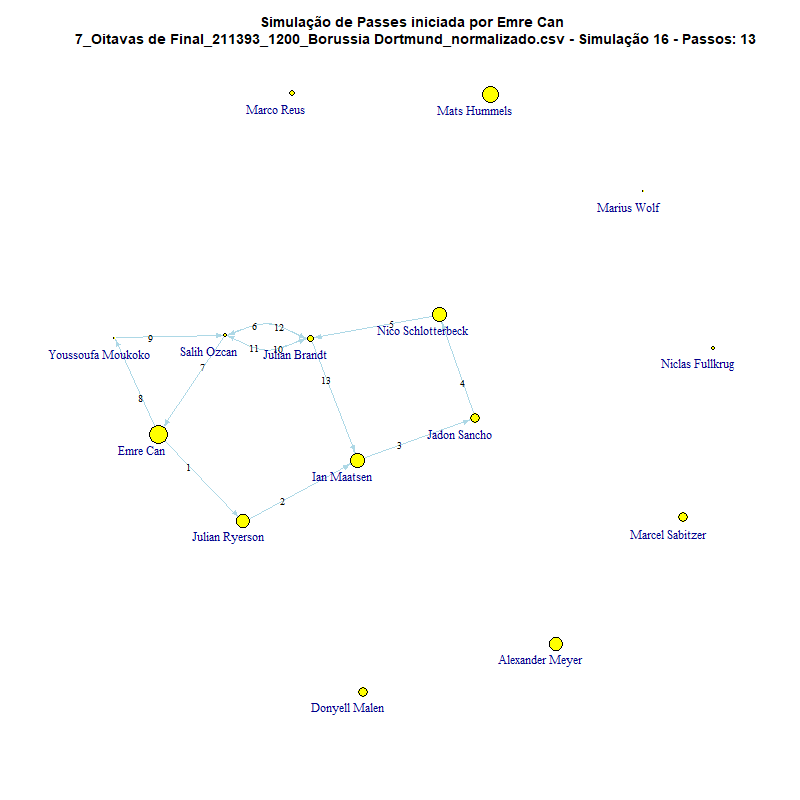 Simulação de Passes iniciada por Emre Can
7_Oitavas de Final_211393_1200_Borussia Dortmund_normalizado.csv - Simulação 16 - Passos: 13
Marco Reus
Mats Hummels
Marius Wolf
6
12
5
Nico Schlotterbeck
9
11
10
Salih Ozcan
Julian Brandt
Youssoufa Moukoko
Niclas Fullkrug
7
13
4
8
Jadon Sancho
3
Emre Can
1
Ian Maatsen
2
Julian Ryerson
Marcel Sabitzer
Alexander Meyer
Donyell Malen